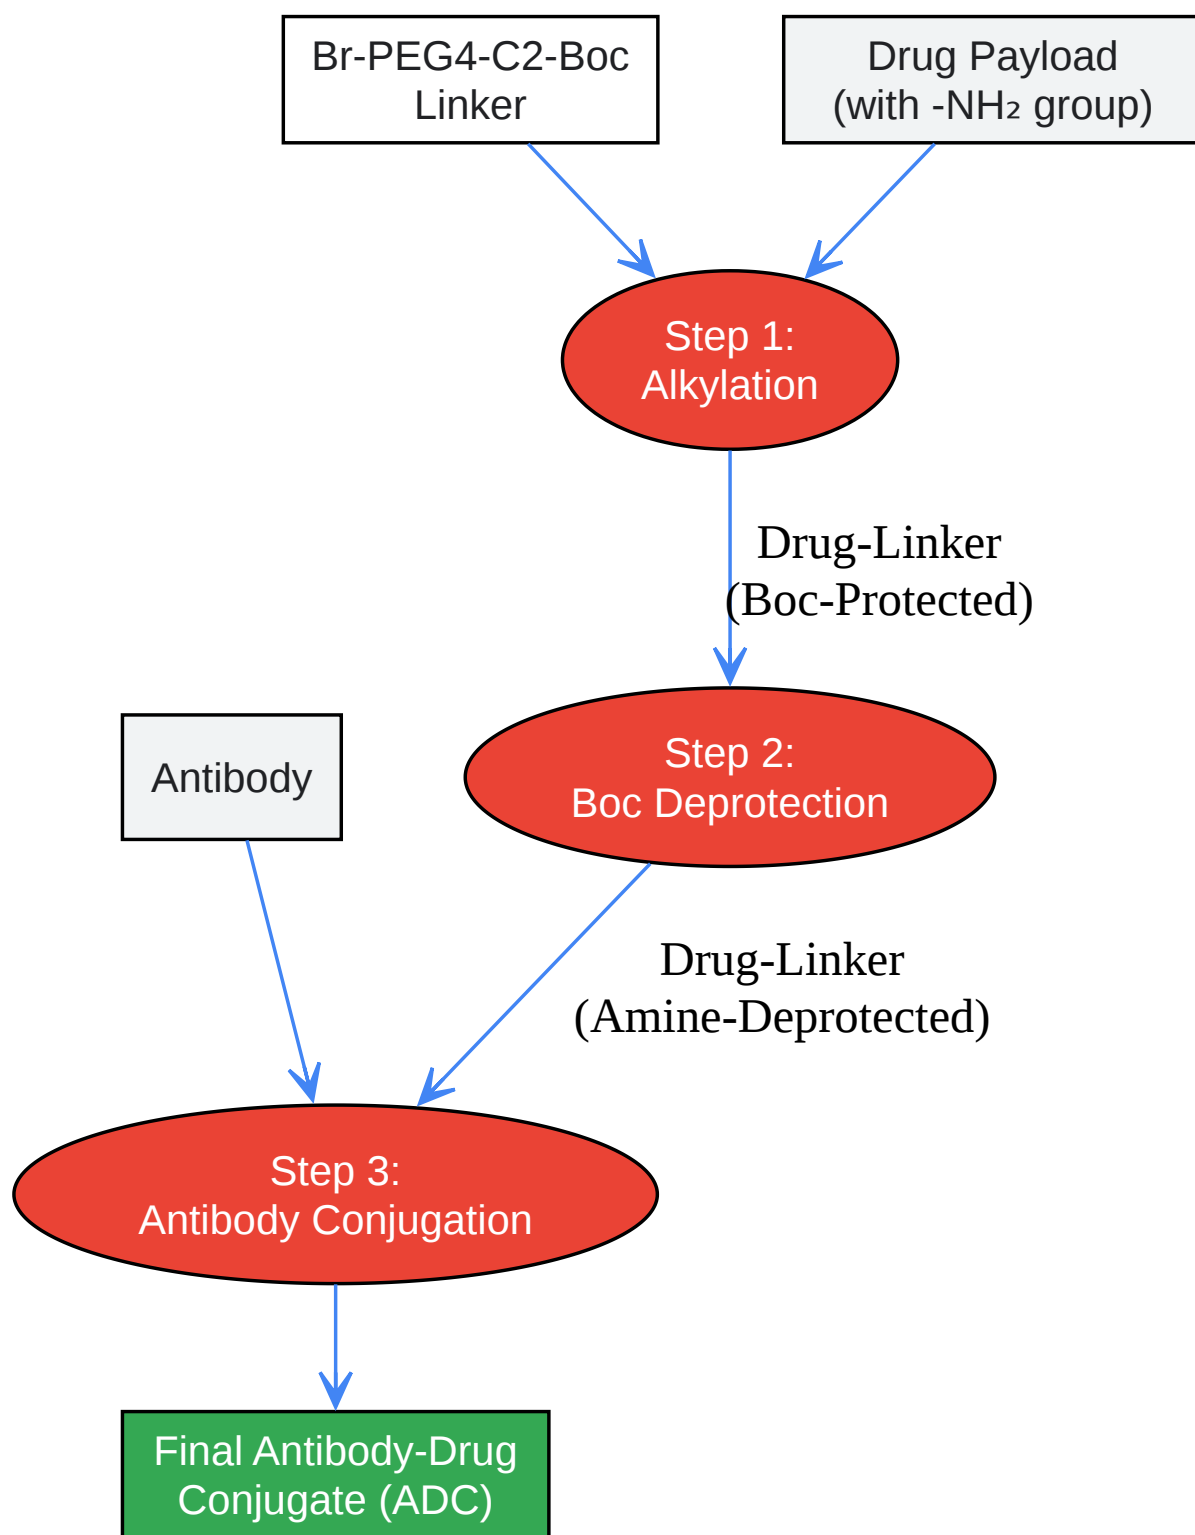 Br-PEG4-C2-Boc
Linker
Drug Payload
(with -NH₂ group)
Step 1:
Alkylation
Drug-Linker
(Boc-Protected)
Step 2:
Boc Deprotection
Antibody
Drug-Linker
(Amine-Deprotected)
Step 3:
Antibody Conjugation
Final Antibody-Drug
Conjugate (ADC)